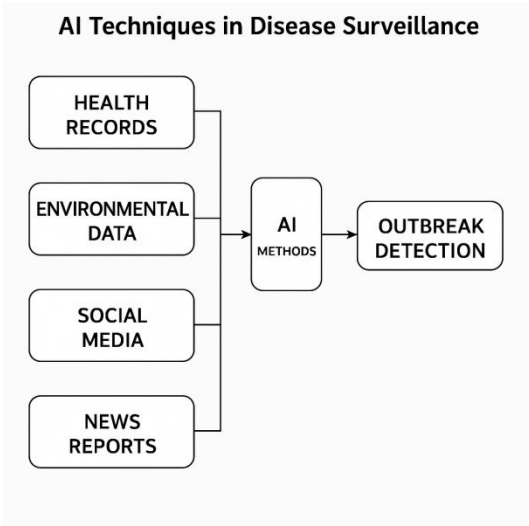 AI Techniques in Disease Surveillance
HEALTH
RECORDS
ENVIRONMENTAL
DATA
SOCIAL
MEDIA
NEWS
REPORTS
AI
METHODS
OUTBREAK
DETECTION